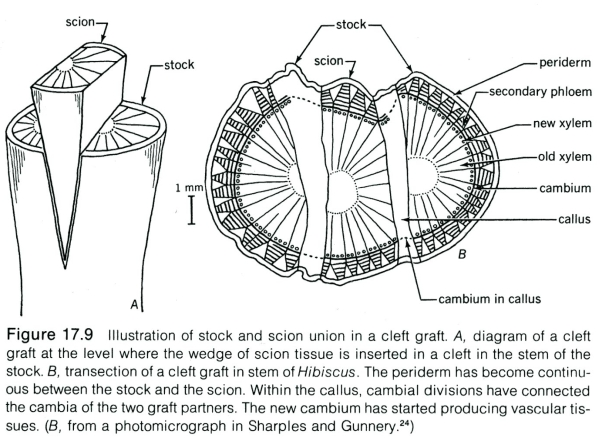 scion
stock
A
stock
scion
periderm
secondary phloem
new xylem
old xylem
cambium
callus
1 mm
B
cambium in callus
Figure 17.9 Illustration of stock and scion union in a cleft graft. A, diagram of a cleft
graft at the level where the wedge of scion tissue is inserted in a cleft in the stem of the
stock. B, transection of a cleft graft in stem of Hibiscus. The periderm has become continu-
ous between the stock and the scion. Within the callus, cambial divisions have connected
the cambia of the two graft partners. The new cambium has started producing vascular tis-
sues. (B, from a photomicrograph in Sharples and Gunnery.²⁴)